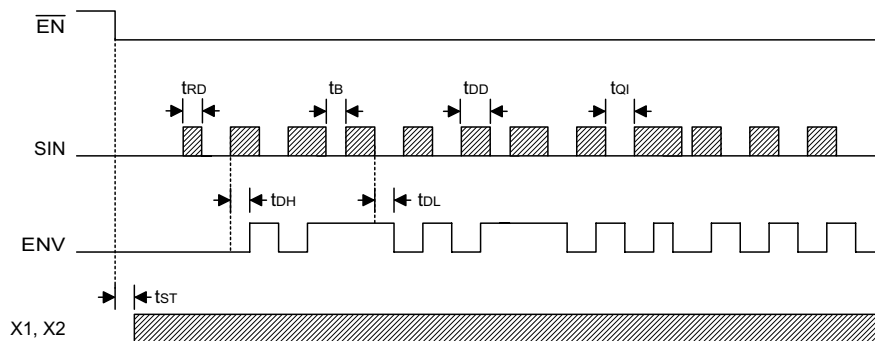 EN
tRD
tB
tDD
tQI
SIN
tDH
tDL
ENV
tST
X1, X2